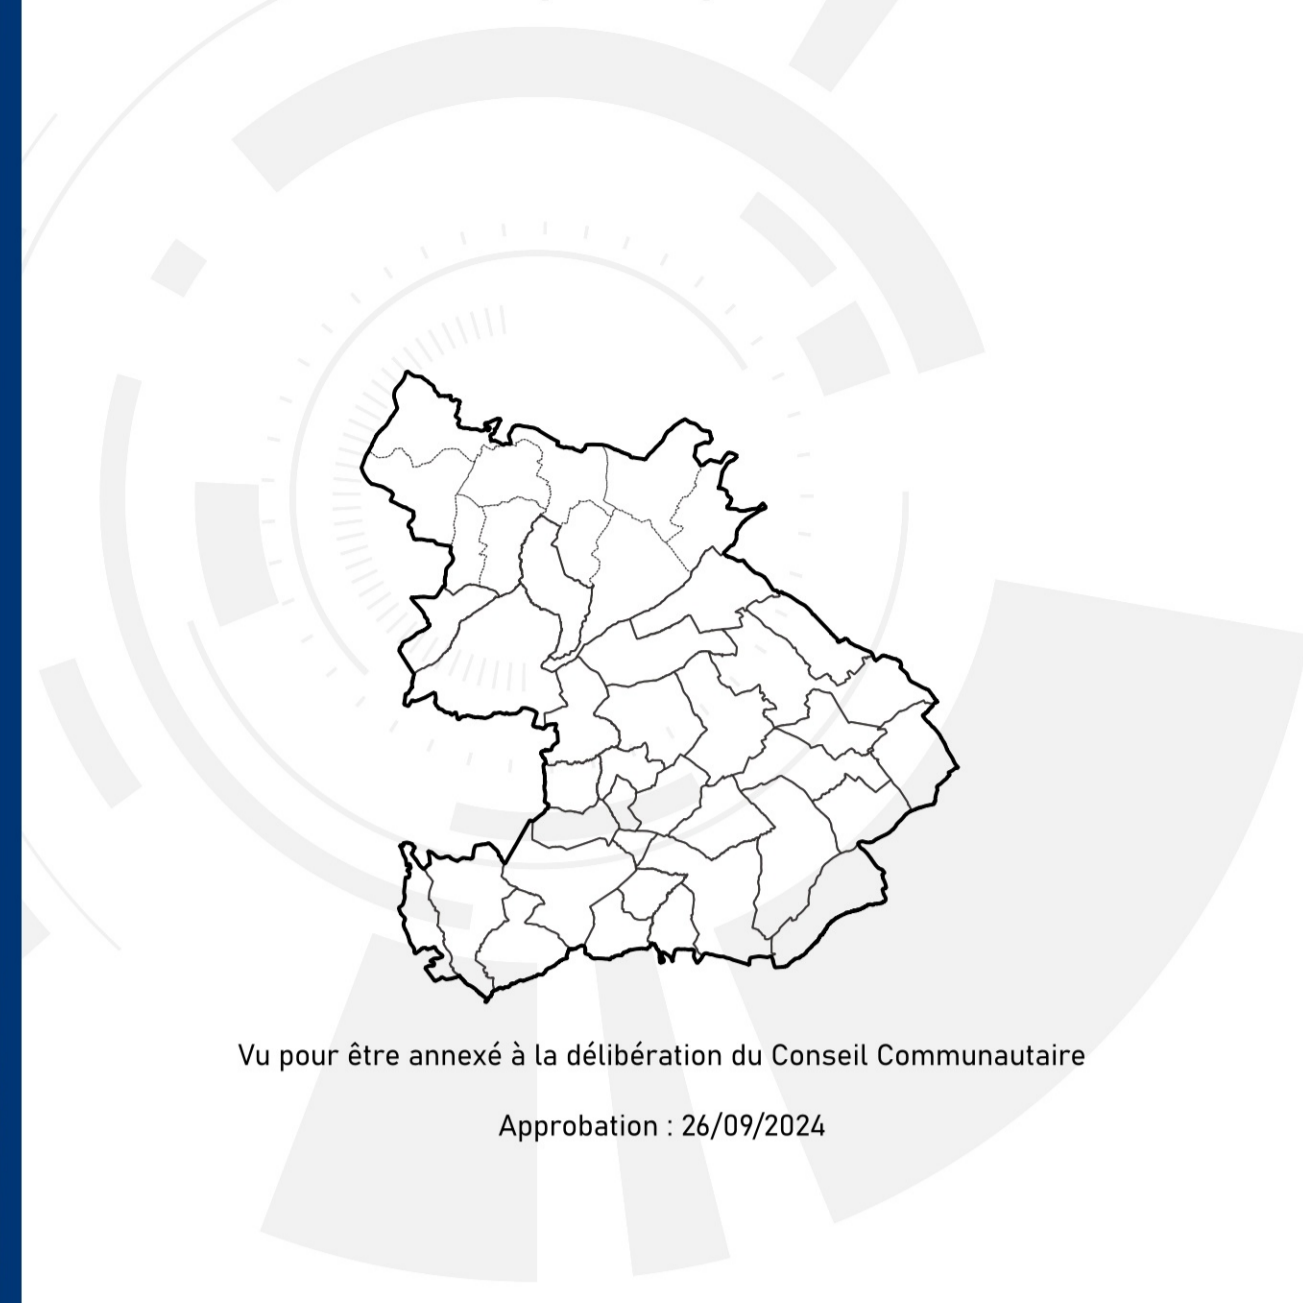 Vu pour être annexé à la délibération du Conseil Communautaire
Approbation : 26/09/2024